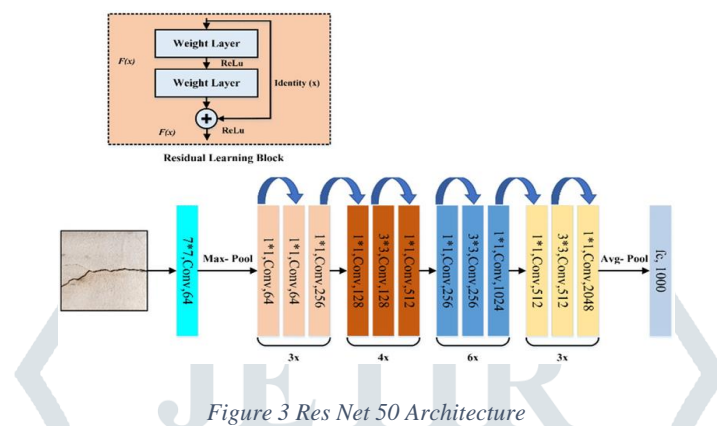 Weight Layer
F(x)
ReLu
Weight Layer
Identity (x)
+
F(x)
ReLu
Residual Learning Block
7*7,Conv,64
Max- Pool
1*1,Conv,64
1*1,Conv,64
1*1,Conv,256
3x
1*1,Conv,128
3*3,Conv,128
1*1,Conv,512
4x
1*1,Conv,256
3*3,Conv,256
1*1,Conv,1024
6x
1*1,Conv,512
3*3,Conv,512
1*1,Conv,2048
3x
Avg- Pool
fc, 1000
JETIR
Figure 3 Res Net 50 Architecture